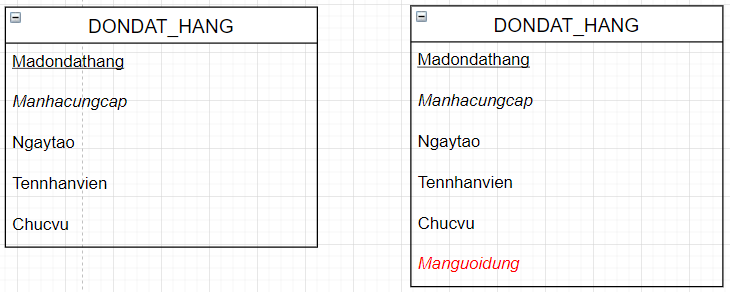 DONDAT_HANG
Madondathang
Manhacungcap
Ngaytao
Tennhanvien
Chucvu
DONDAT_HANG
Madondathang
Manhacungcap
Ngaytao
Tennhanvien
Chucvu
Manguoidung